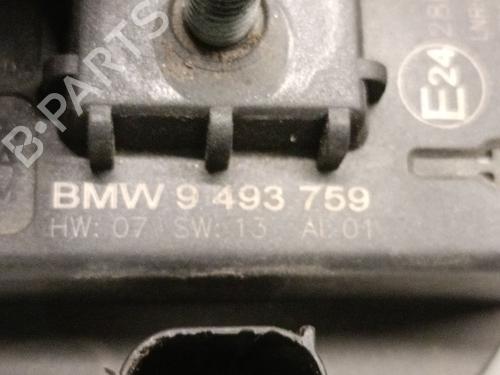 B-PARTS
E24
BMW 9 493 759
HW: 07 SW: 13 AI: 01